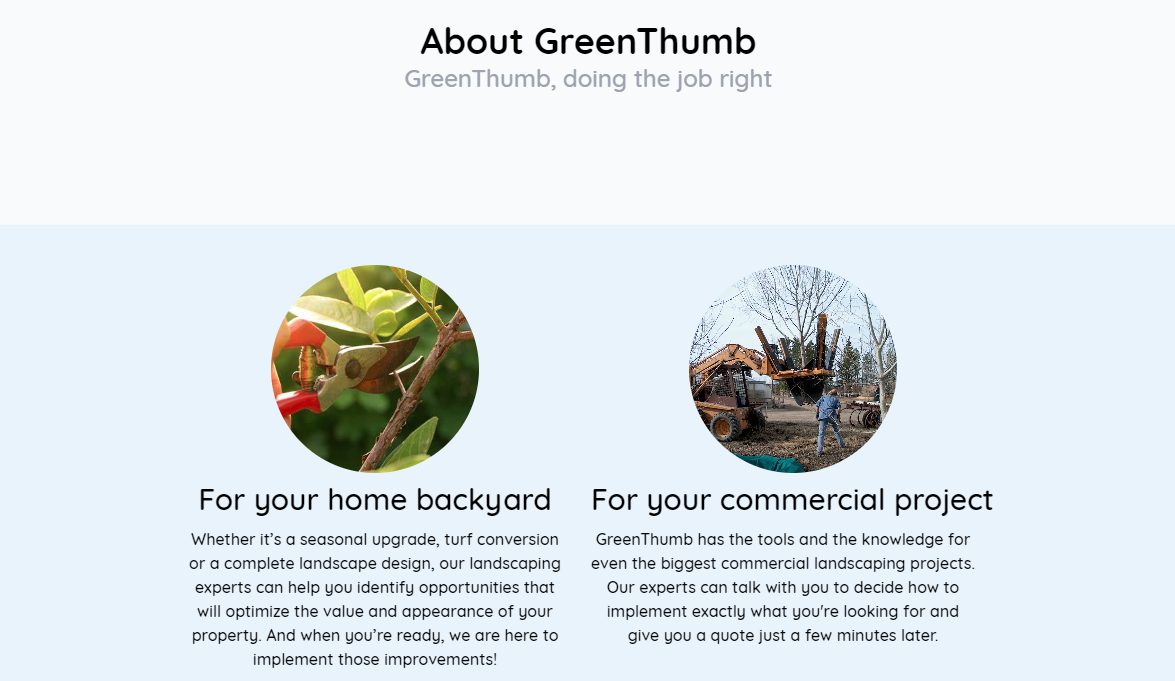 About GreenThumb
GreenThumb, doing the job right
For your home backyard
Whether it’s a seasonal upgrade, turf conversion
or a complete landscape design, our landscaping
experts can help you identify opportunities that
will optimize the value and appearance of your
property. And when you’re ready, we are here to
implement those improvements!
For your commercial project
GreenThumb has the tools and the knowledge for
even the biggest commercial landscaping projects.
Our experts can talk with you to decide how to
implement exactly what you're looking for and
give you a quote just a few minutes later.